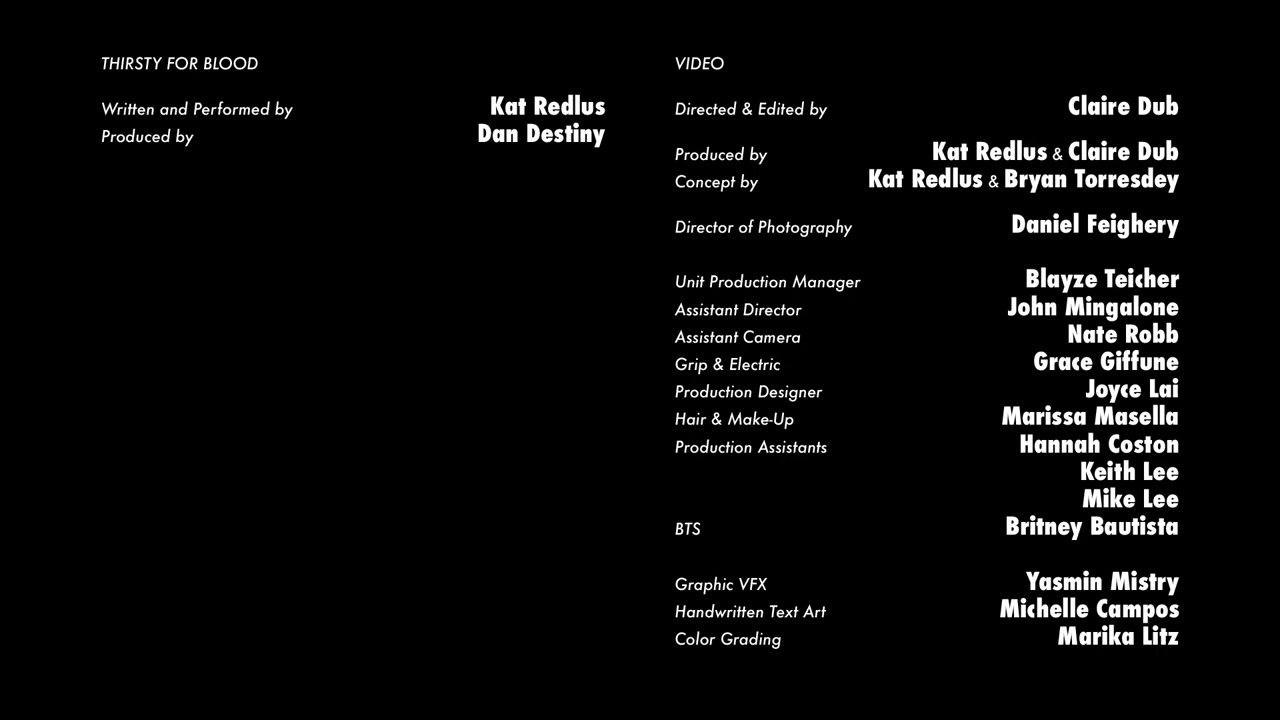 THIRSTY FOR BLOOD
Written and Performed by Kat Redlus
Produced by Dan Destiny
VIDEO
Directed & Edited by Claire Dub
Produced by Kat Redlus & Claire Dub
Concept by Kat Redlus & Bryan Torresdey
Director of Photography Daniel Feighery
Unit Production Manager Blayze Teicher
Assistant Director John Mingalone
Assistant Camera Nate Robb
Grip & Electric Grace Giffune
Production Designer Joyce Lai
Hair & Make-Up Marissa Masella
Production Assistants Hannah Coston
Keith Lee
Mike Lee
BTS Britney Bautista
Graphic VFX Yasmin Mistry
Handwritten Text Art Michelle Campos
Color Grading Marika Litz